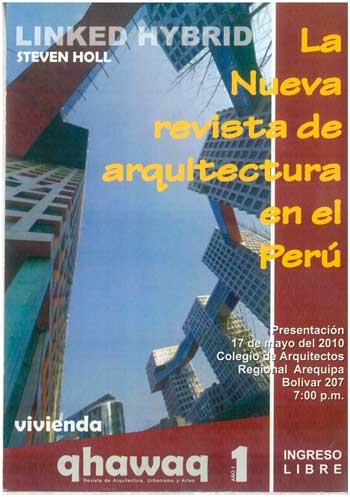 LINKED HYBRID
STEVEN HOLL
La
Nueva
revista de
arquitectura
en el
Perú
Presentación
17 de mayo del 2010
Colegio de Arquitectos
Regional Arequipa
Bolivar 207
7:00 p.m.
vivienda
qhawaq
Revista de Arquitectura, Urbanismo y Artes
AÑO 1
1
INGRESO
LIBRE